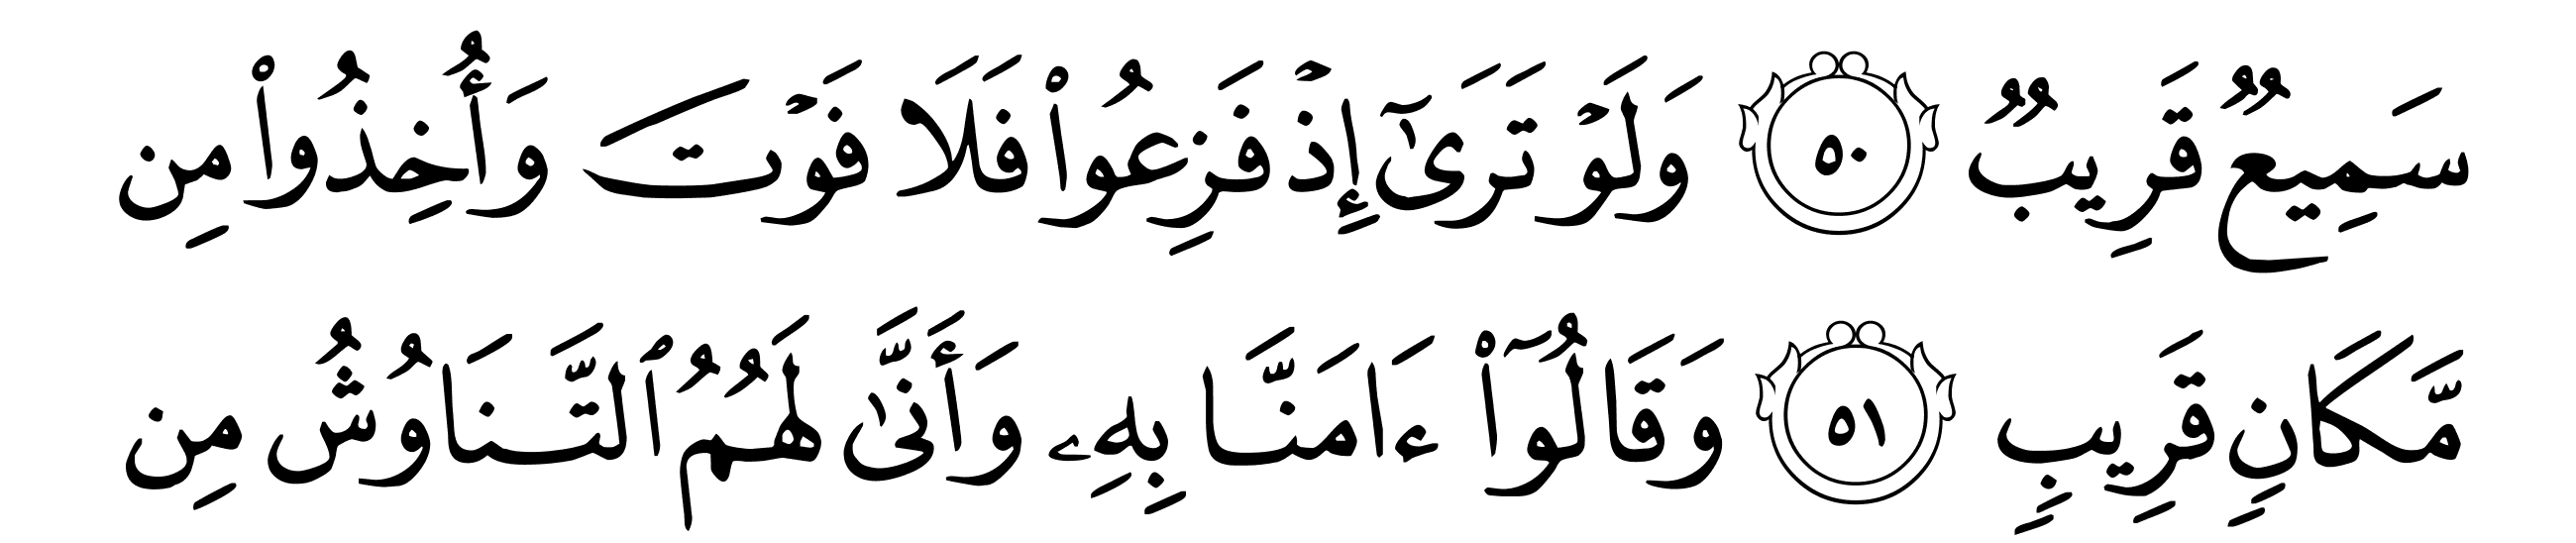 سَمِيعٌ قَرِيبٌ ٥٠ وَلَوۡ تَرَىٰٓ إِذۡ فَزِعُواْ فَلَا فَوۡتَ وَأُخِذُواْ مِن
مَّكَانٖ قَرِيبٖ ٥١ وَقَالُوٓاْ ءَامَنَّا بِهِۦ وَأَنَّىٰ لَهُمُ ٱلتَّنَاوُشُ مِن